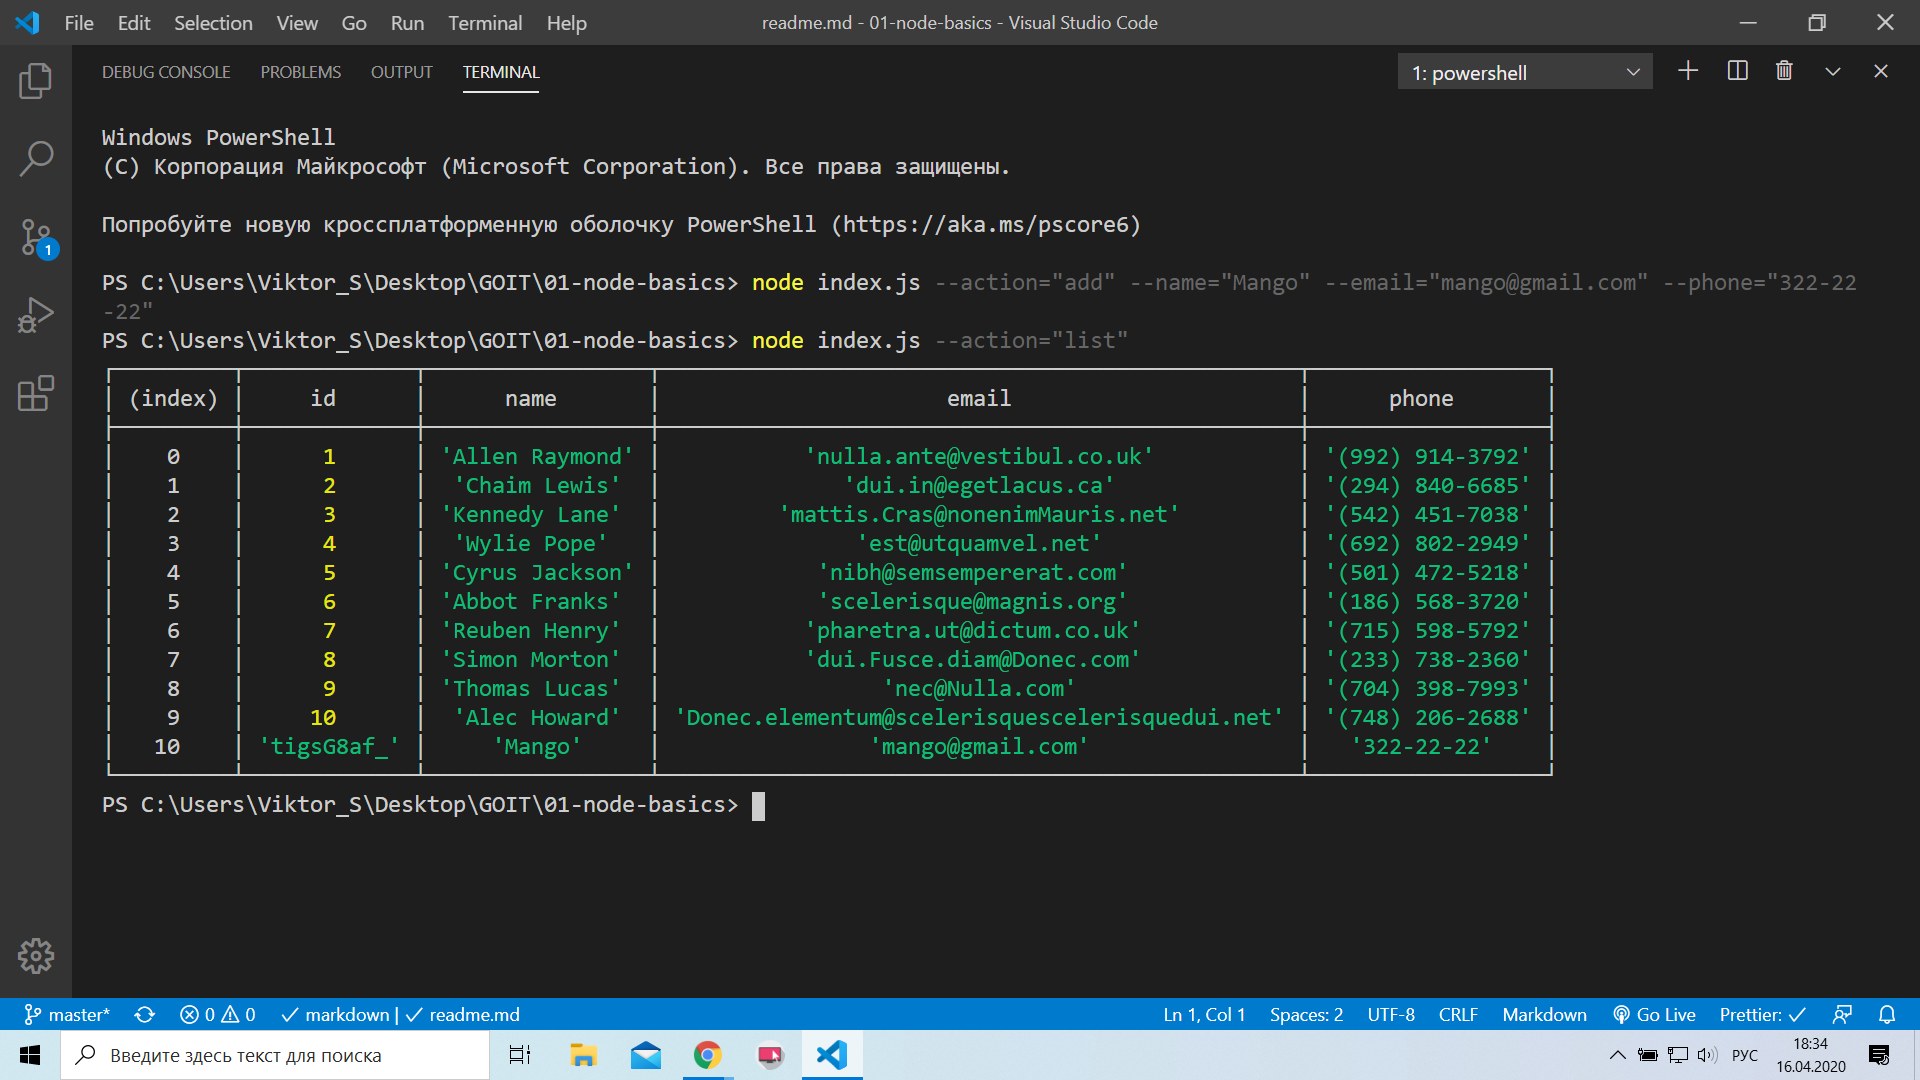 File Edit Selection View Go Run Terminal Help readme.md - 01-node-basics - Visual Studio Code
DEBUG CONSOLE PROBLEMS OUTPUT TERMINAL 1: powershell
Windows PowerShell
(C) Корпорация Майкрософт (Microsoft Corporation). Все права защищены.
Попробуйте новую кроссплатформенную оболочку PowerShell (https://aka.ms/pscore6)
PS C:\Users\Viktor_S\Desktop\GOIT\01-node-basics> node index.js --action="add" --name="Mango" --email="mango@gmail.com" --phone="322-22
-22"
PS C:\Users\Viktor_S\Desktop\GOIT\01-node-basics> node index.js --action="list"
(index) id name email phone
0 1 'Allen Raymond' 'nulla.ante@vestibul.co.uk' '(992) 914-3792'
1 2 'Chaim Lewis' 'dui.in@egetlacus.ca' '(294) 840-6685'
2 3 'Kennedy Lane' 'mattis.Cras@nonenimMauris.net' '(542) 451-7038'
3 4 'Wylie Pope' 'est@utquamvel.net' '(692) 802-2949'
4 5 'Cyrus Jackson' 'nibh@semsempererat.com' '(501) 472-5218'
5 6 'Abbot Franks' 'scelerisque@magnis.org' '(186) 568-3720'
6 7 'Reuben Henry' 'pharetra.ut@dictum.co.uk' '(715) 598-5792'
7 8 'Simon Morton' 'dui.Fusce.diam@Donec.com' '(233) 738-2360'
8 9 'Thomas Lucas' 'nec@Nulla.com' '(704) 398-7993'
9 10 'Alec Howard' 'Donec.elementum@scelerisquescelerisquedui.net' '(748) 206-2688'
10 'tigsG8af_' 'Mango' 'mango@gmail.com' '322-22-22'
PS C:\Users\Viktor_S\Desktop\GOIT\01-node-basics>
1
master* 0 0 markdown | readme.md Ln 1, Col 1 Spaces: 2 UTF-8 CRLF Markdown Go Live Prettier:
Введите здесь текст для поиска РУС 18:34
16.04.2020